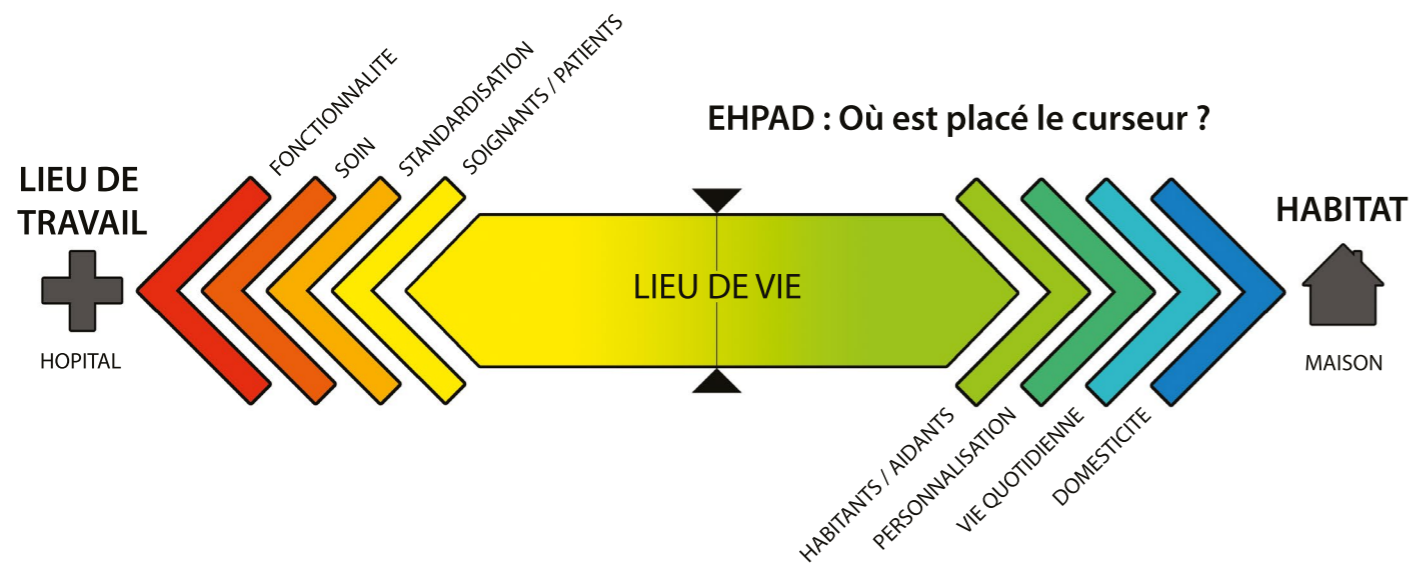 FONCTIONNALITE
SOIN
STANDARDISATION
SOIGNANTS / PATIENTS
EHPAD : Où est placé le curseur ?
LIEU DE
TRAVAIL
HOPITAL
LIEU DE VIE
HABITAT
MAISON
HABITANTS / AIDANTS
PERSONNALISATION
VIE QUOTIDIENNE
DOMESTICITE